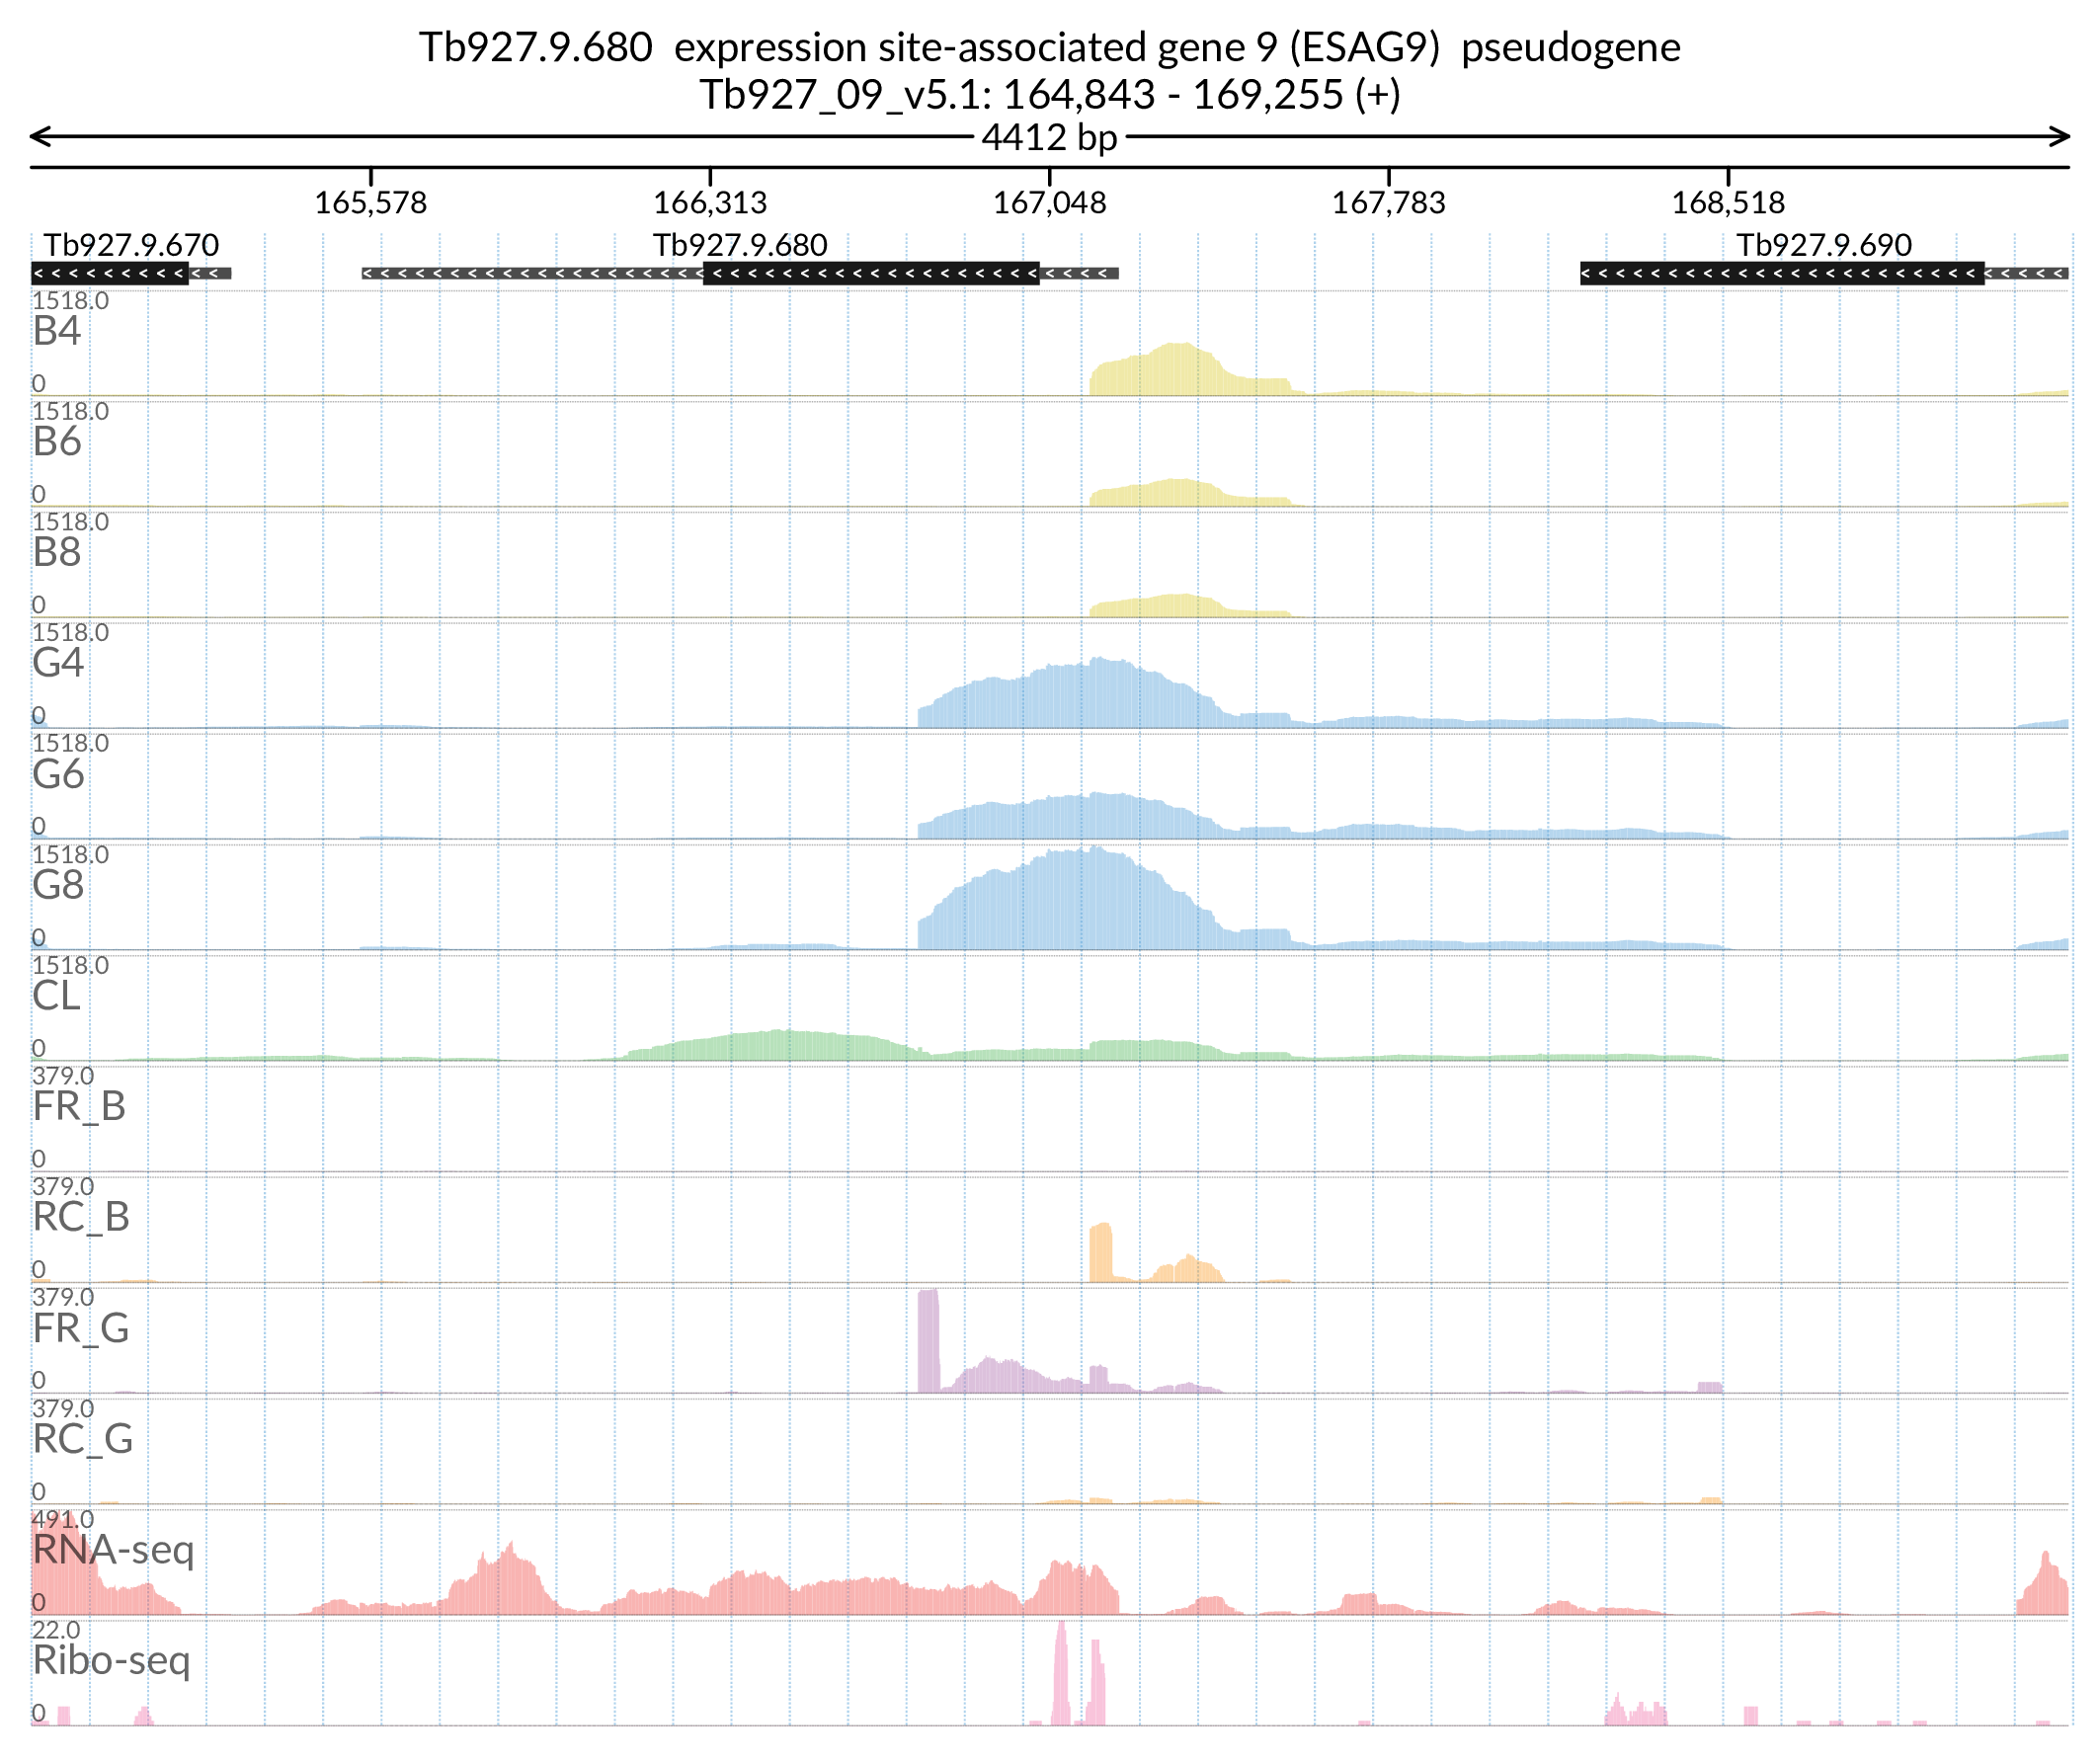 Tb927.9.680 expression site-associated gene 9 (ESAG9) pseudogene
Tb927_09_v5.1: 164,843 - 169,255 (+)
4412 bp
165,578 166,313 167,048 167,783 168,518
Tb927.9.670 Tb927.9.680 Tb927.9.690
1518.0
B4
0
1518.0
B6
0
1518.0
B8
0
1518.0
G4
0
1518.0
G6
0
1518.0
G8
0
1518.0
CL
0
379.0
FR_B
0
379.0
RC_B
0
379.0
FR_G
0
379.0
RC_G
0
491.0
RNA-seq
0
22.0
Ribo-seq
0